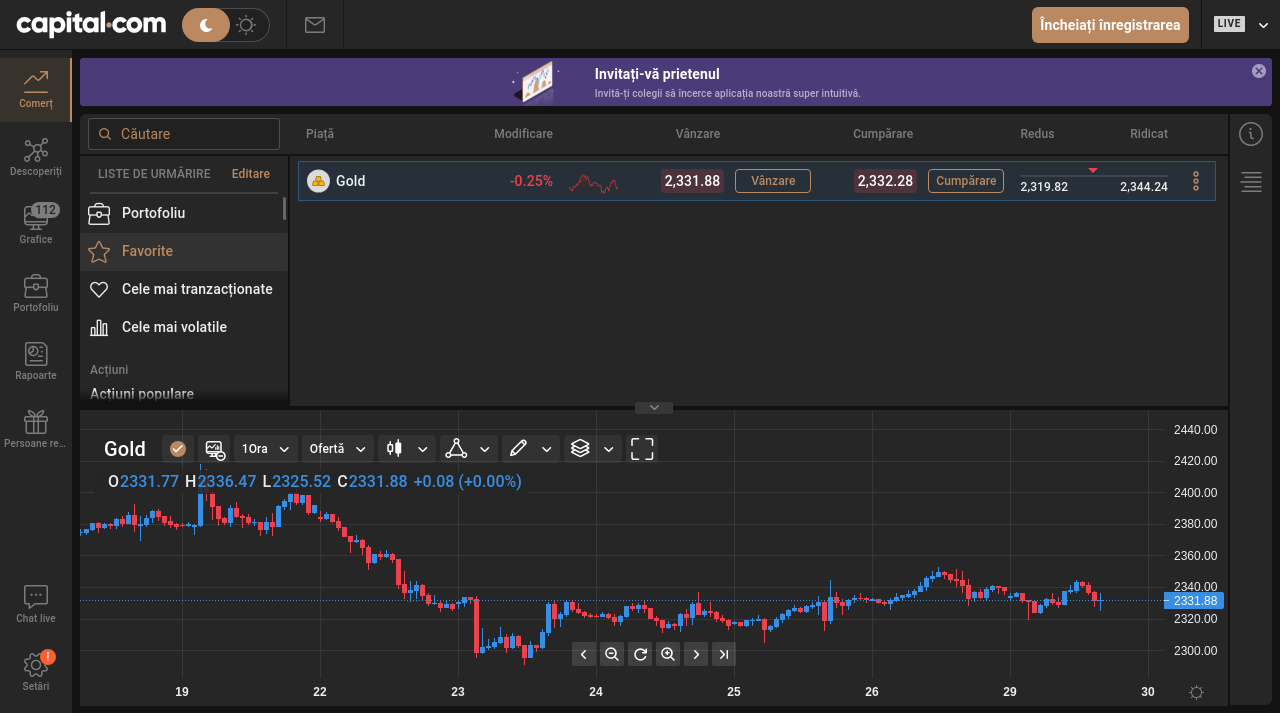 capital.com
Încheiați înregistrarea
LIVE
Invitați-vă prietenul
Invită-ți colegii să încerce aplicația noastră super intuitivă.
Comerț
Descoperiți
112
Grafice
Portofoliu
Rapoarte
Persoane re...
Chat live
!
Setări
Căutare
LISTE DE URMĂRIRE
Editare
Portofoliu
Favorite
Cele mai tranzacționate
Cele mai volatile
Acțiuni
Acțiuni populare
Piață Modificare Vânzare Cumpărare Redus Ridicat
Gold -0.25% 2,331.88 Vânzare 2,332.28 Cumpărare 2,319.82 2,344.24
Gold 1Ora Ofertă
O2331.77 H2336.47 L2325.52 C2331.88 +0.08 (+0.00%)
2440.00
2420.00
2400.00
2380.00
2360.00
2340.00
2331.88
2320.00
2300.00
19 22 23 24 25 26 29 30